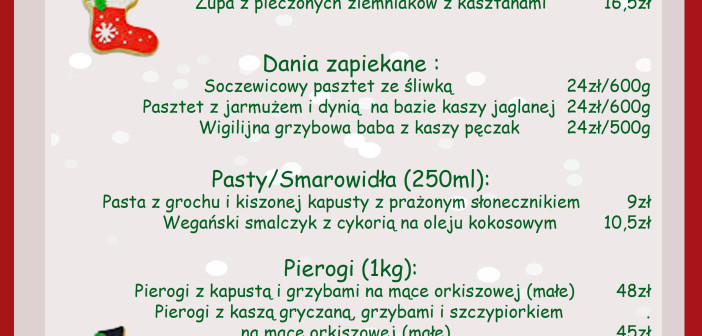 Zupa z pieczonych ziemniaków z kasztanami 16,5zł
Dania zapiekane :
Soczewicowy pasztet ze śliwką 24zł/600g
Pasztet z jarmużem i dynią na bazie kaszy jaglanej 24zł/600g
Wigilijna grzybowa baba z kaszy pęczak 24zł/500g
Pasty/Smarowidła (250ml):
Pasta z grochu i kiszonej kapusty z prażonym słonecznikiem 9zł
Wegański smalczyk z cykorią na oleju kokosowym 10,5zł
Pierogi (1kg):
Pierogi z kapustą i grzybami na mące orkiszowej (małe) 48zł
Pierogi z kaszą gryczaną, grzybami i szczypiorkiem .
na mące orkiszowej (małe) 45zł